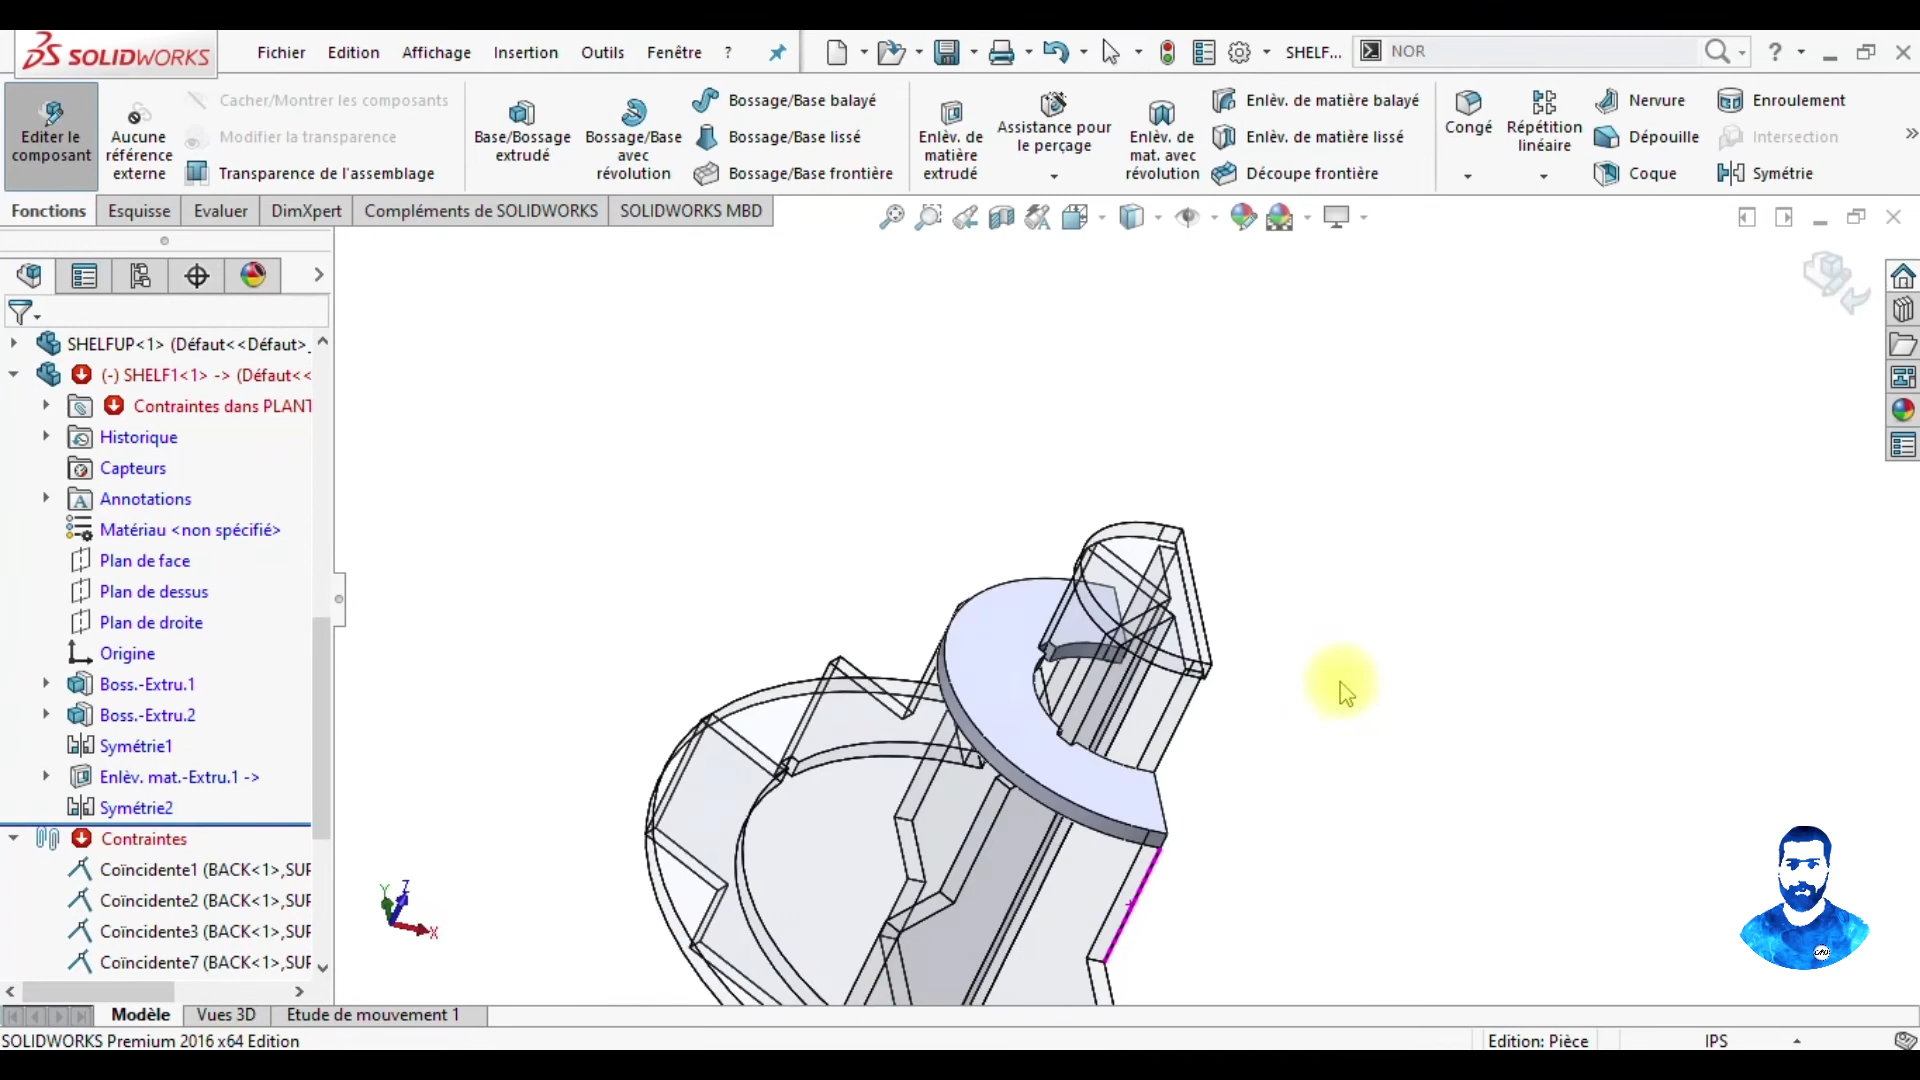 SOLIDWORKS
Fichier Edition Affichage Insertion Outils Fenêtre ? SHELF... NOR ?
Editer le composant
Aucune référence externe
Cacher/Montrer les composants
Modifier la transparence
Transparence de l'assemblage
Base/Bossage extrudé
Bossage/Base avec révolution
Bossage/Base balayé
Bossage/Base lissé
Bossage/Base frontière
Enlèv. de matière extrudé
Assistance pour le perçage
Enlèv. de mat. avec révolution
Enlèv. de matière balayé
Enlèv. de matière lissé
Découpe frontière
Congé
Répétition linéaire
Nervure
Dépouille
Coque
Enroulement
Intersection
Symétrie
Fonctions Esquisse Evaluer DimXpert Compléments de SOLIDWORKS SOLIDWORKS MBD
SHELFUP<1> (Défaut<<Défaut>_
(-) SHELF1<1> -> (Défaut<<
Contraintes dans PLANT
Historique
Capteurs
Annotations
Matériau <non spécifié>
Plan de face
Plan de dessus
Plan de droite
Origine
Boss.-Extru.1
Boss.-Extru.2
Symétrie1
Enlèv. mat.-Extru.1 ->
Symétrie2
Contraintes
Coïncidente1 (BACK<1>,SUP
Coïncidente2 (BACK<1>,SUP
Coïncidente3 (BACK<1>,SUP
Coïncidente7 (BACK<1>,SUP
Y Z X
Modèle Vues 3D Etude de mouvement 1
SOLIDWORKS Premium 2016 x64 Edition Edition: Pièce IPS